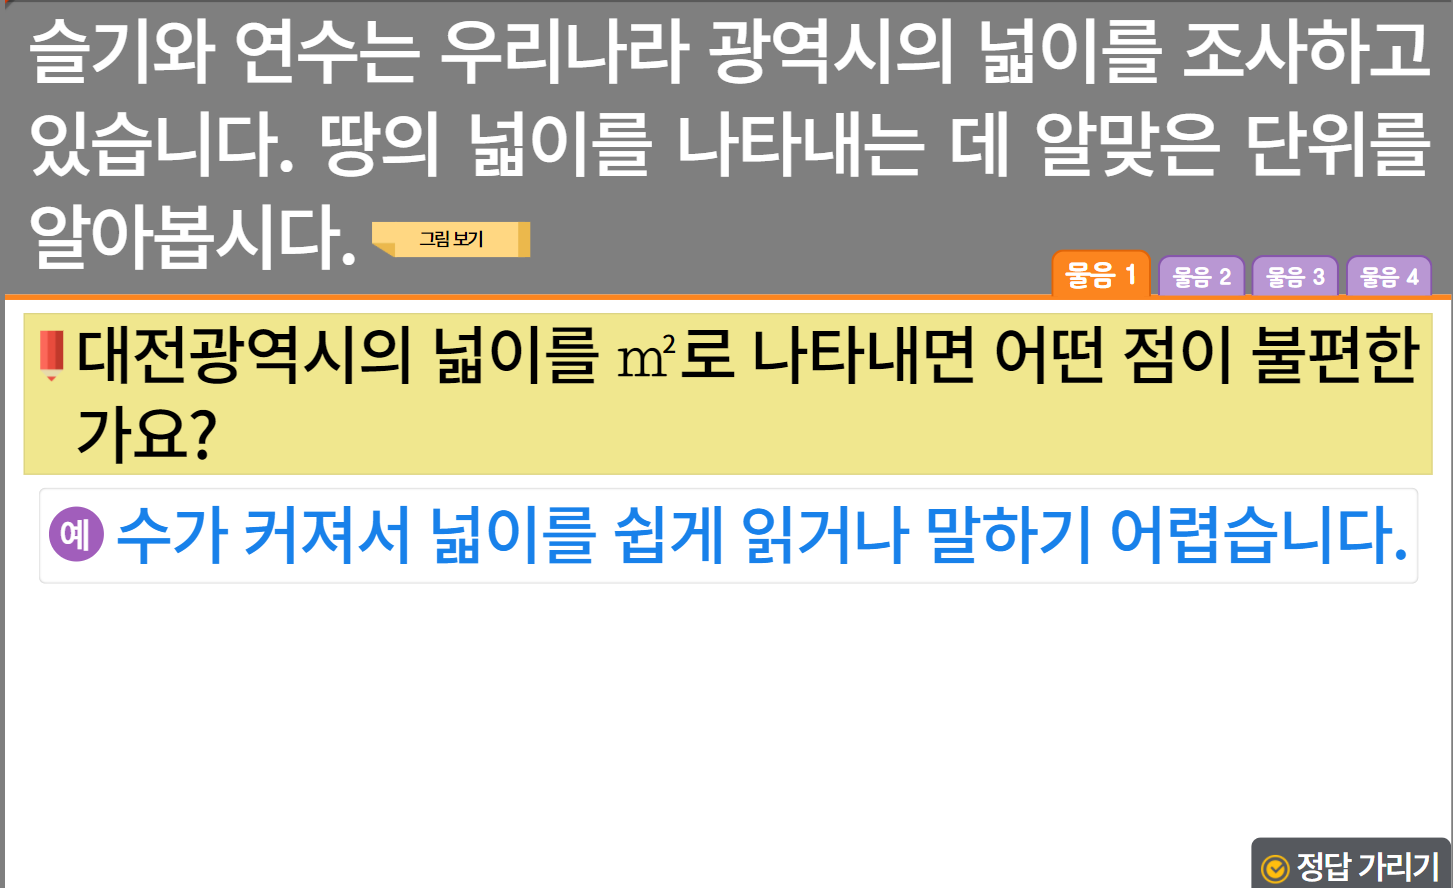 슬기와 연수는 우리나라 광역시의 넓이를 조사하고
있습니다. 땅의 넓이를 나타내는 데 알맞은 단위를
알아봅시다. 그림 보기
물음 1 물음 2 물음 3 물음 4
대전광역시의 넓이를 m²로 나타내면 어떤 점이 불편한
가요?
예 수가 커져서 넓이를 쉽게 읽거나 말하기 어렵습니다.
정답 가리기